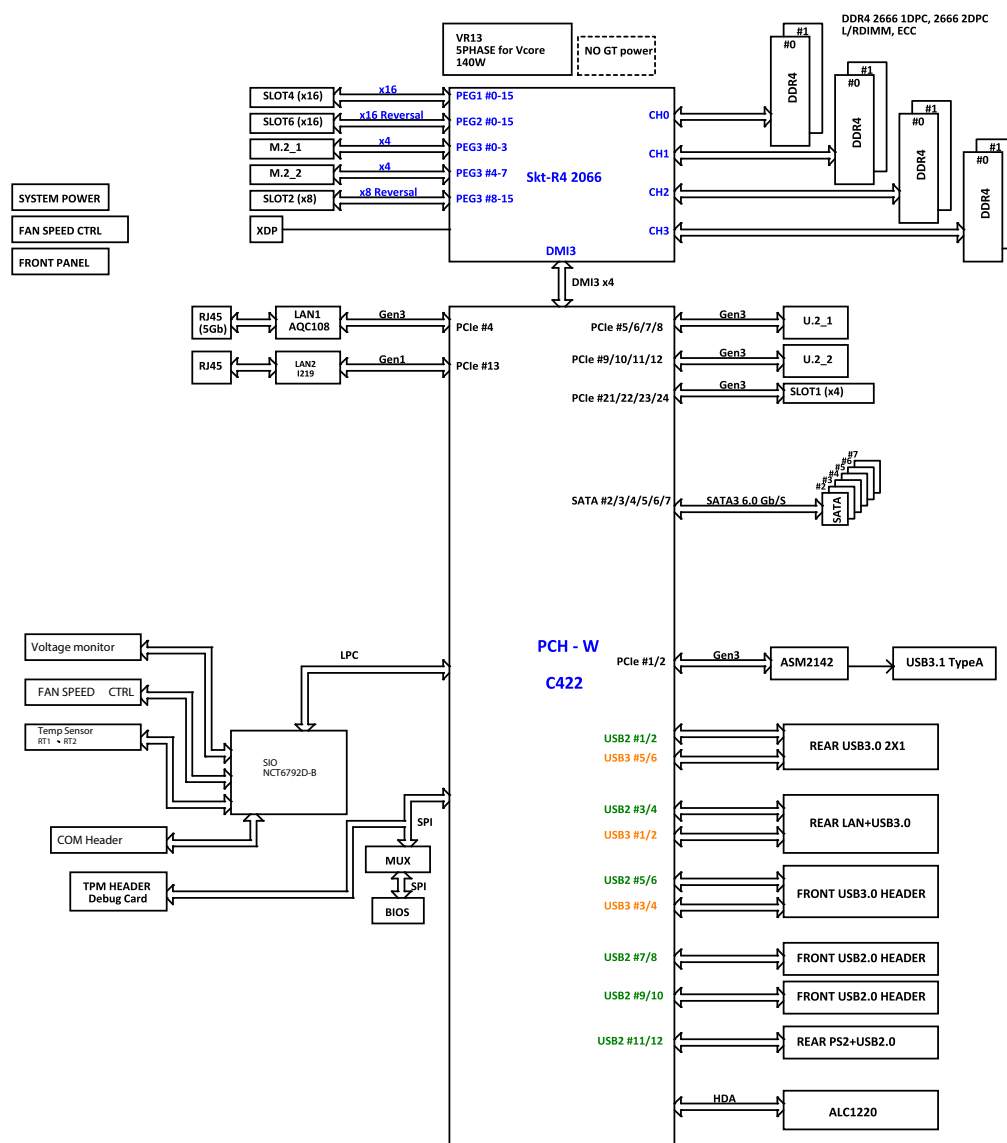 DDR4 2666 1DPC, 2666 2DPC
L/RDIMM, ECC
VR13
5PHASE for Vcore
140W
NO GT power
#1
#0
DDR4
#1
#0
DDR4
#1
#0
DDR4
#1
#0
DDR4
SLOT4 (x16)
x16
PEG1 #0-15
SLOT6 (x16)
x16 Reversal
PEG2 #0-15
M.2_1
x4
PEG3 #0-3
M.2_2
x4
PEG3 #4-7
SLOT2 (x8)
x8 Reversal
PEG3 #8-15
XDP
Skt-R4 2066
CH0
CH1
CH2
CH3
DMI3
DMI3 x4
SYSTEM POWER
FAN SPEED CTRL
FRONT PANEL
RJ45
(5Gb)
LAN1
AQC108
Gen3
PCIe #4
RJ45
LAN2
I219
Gen1
PCIe #13
PCIe #5/6/7/8
Gen3
U.2_1
PCIe #9/10/11/12
Gen3
U.2_2
PCIe #21/22/23/24
Gen3
SLOT1 (x4)
SATA #2/3/4/5/6/7
SATA3 6.0 Gb/S
#2
#3
#4
#5
#6
#7
SATA
PCH - W
C422
PCIe #1/2
Gen3
ASM2142
USB3.1 TypeA
USB2 #1/2
USB3 #5/6
REAR USB3.0 2X1
USB2 #3/4
USB3 #1/2
REAR LAN+USB3.0
USB2 #5/6
USB3 #3/4
FRONT USB3.0 HEADER
USB2 #7/8
FRONT USB2.0 HEADER
USB2 #9/10
FRONT USB2.0 HEADER
USB2 #11/12
REAR PS2+USB2.0
HDA
ALC1220
Voltage monitor
FAN SPEED CTRL
Temp Sensor
RT1 、RT2
LPC
SIO
NCT6792D-B
COM Header
SPI
MUX
SPI
BIOS
TPM HEADER
Debug Card